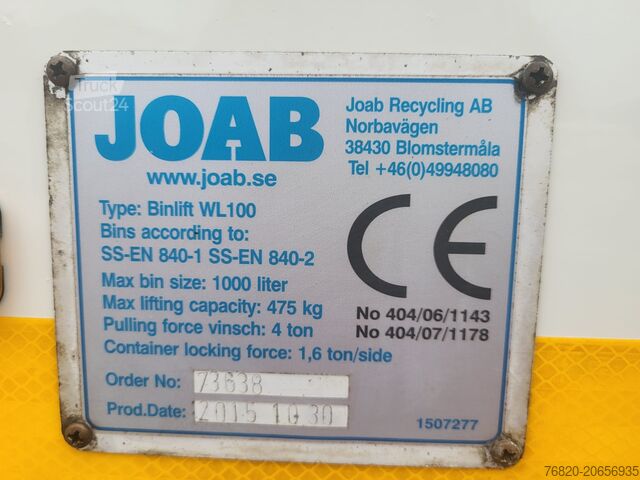 Truck
Scout24
JOAB
www.joab.se
Joab Recycling AB
Norbavägen
38430 Blomstermåla
Tel +46(0)49948080
Type: Binlift WL100
Bins according to:
SS-EN 840-1 SS-EN 840-2
Max bin size: 1000 liter
Max lifting capacity: 475 kg
Pulling force vinsch: 4 ton
Container locking force: 1,6 ton/side
CE
No 404/06/1143
No 404/07/1178
Order No: 73638
Prod.Date: 2015 10 30
1507277
76820-20656935